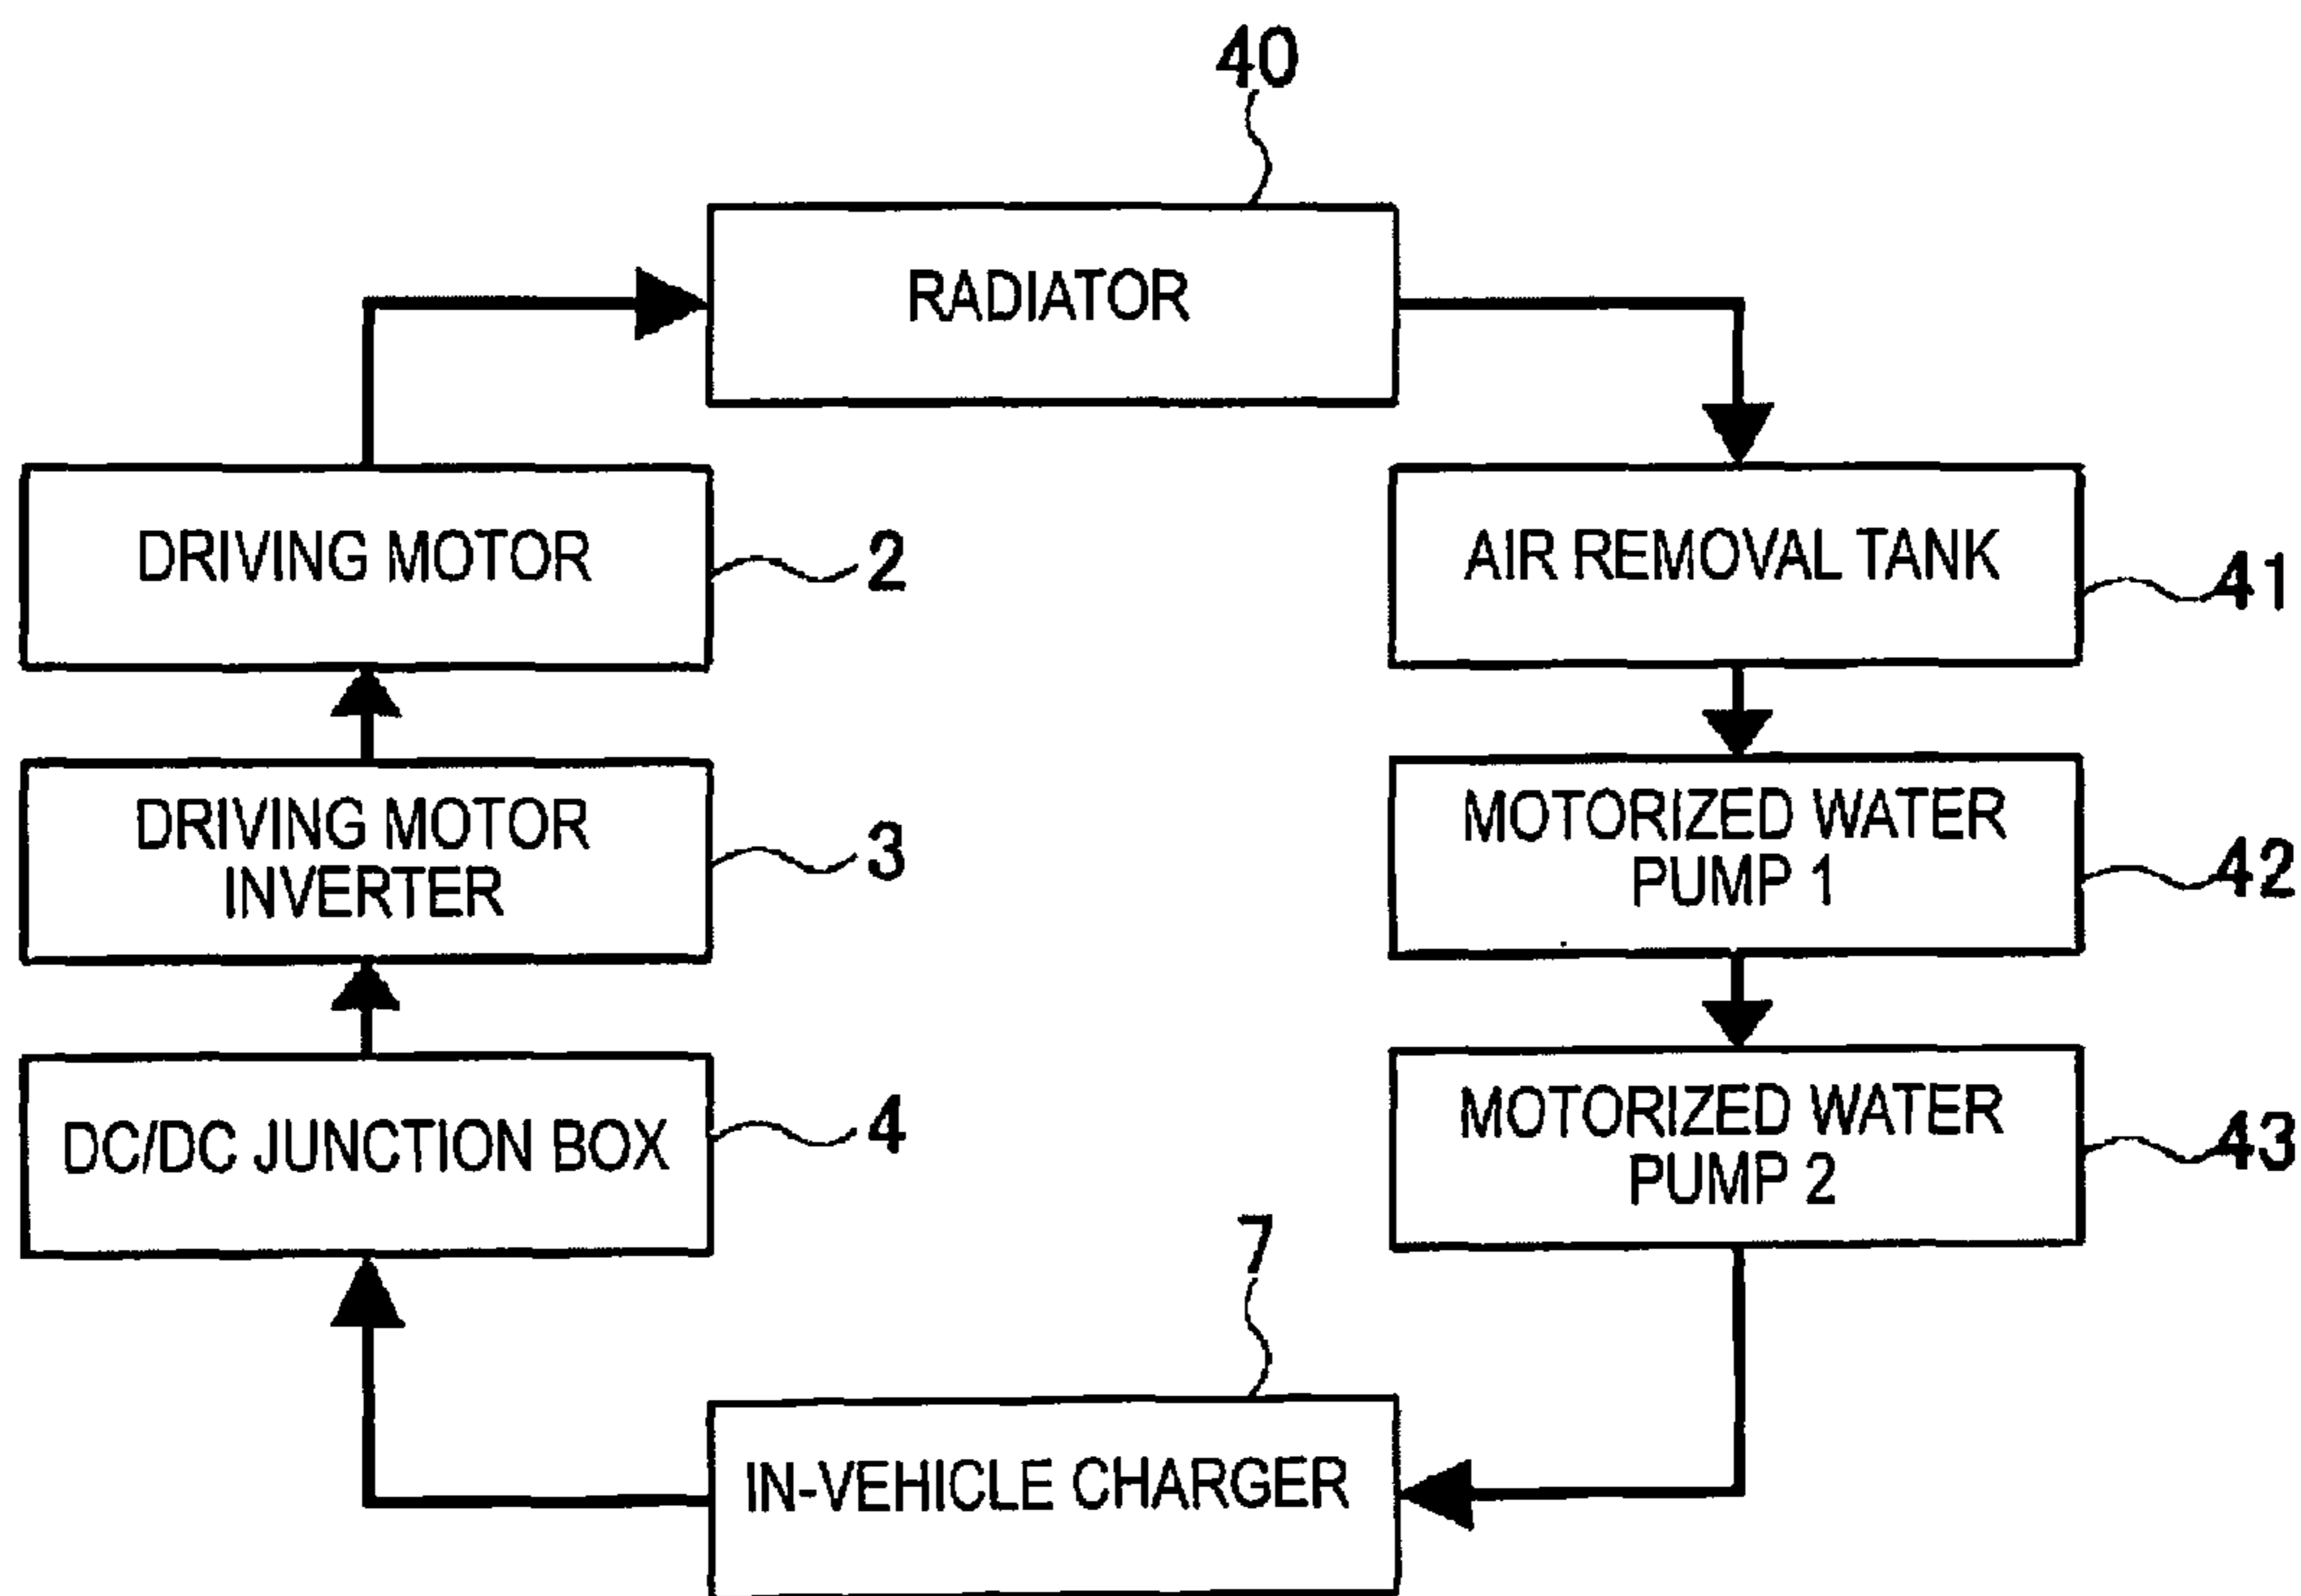 40
RADIATOR
DRIVING MOTOR
2
AIR REMOVAL TANK
41
DRIVING MOTOR
INVERTER
3
MOTORIZED WATER
PUMP 1
42
DC/DC JUNCTION BOX
4
MOTORIZED WATER
PUMP 2
43
7
IN-VEHICLE CHARGER